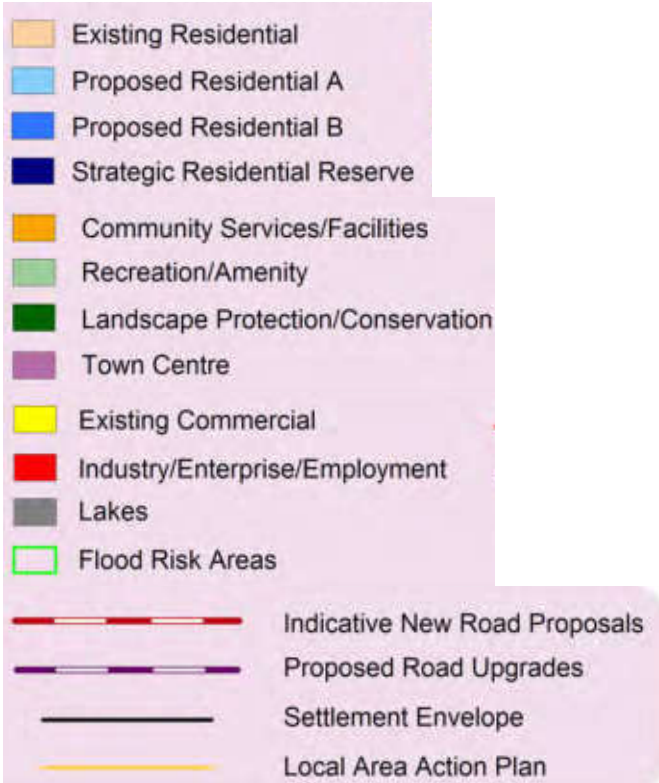 Existing Residential
Proposed Residential A
Proposed Residential B
Strategic Residential Reserve
Community Services/Facilities
Recreation/Amenity
Landscape Protection/Conservation
Town Centre
Existing Commercial
Industry/Enterprise/Employment
Lakes
Flood Risk Areas
Indicative New Road Proposals
Proposed Road Upgrades
Settlement Envelope
Local Area Action Plan